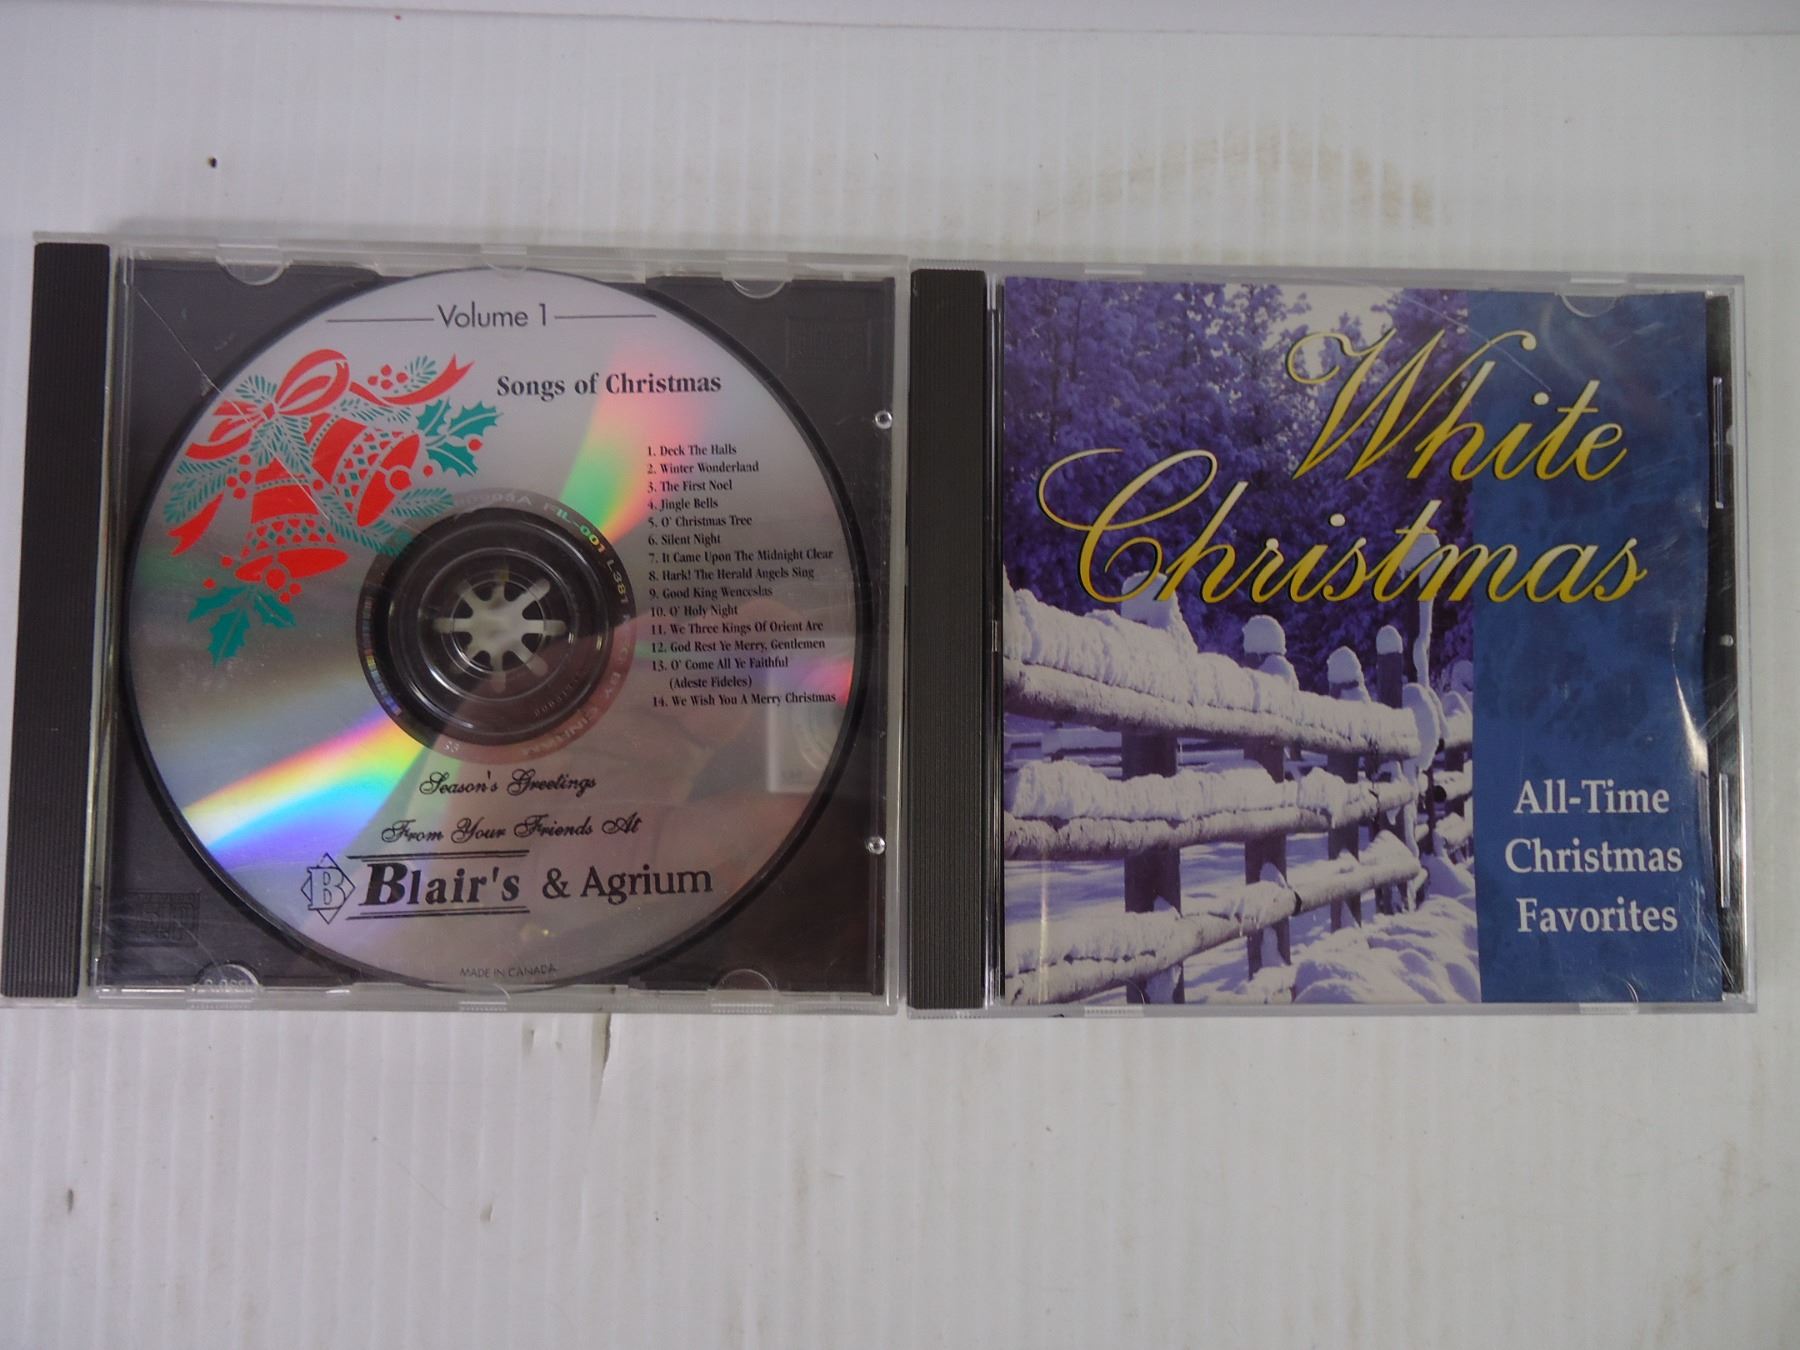 Volume 1
Songs of Christmas
1. Deck The Halls
2. Winter Wonderland
3. The First Noel
4. Jingle Bells
5. O' Christmas Tree
6. Silent Night
7. It Came Upon The Midnight Clear
8. Hark! The Herald Angels Sing
9. Good King Wenceslas
10. O' Holy Night
11. We Three Kings Of Orient Are
12. God Rest Ye Merry, Gentlemen
13. O' Come All Ye Faithful
(Adeste Fideles)
14. We Wish You A Merry Christmas
Season's Greetings
From Your Friends At
B Blair's & Agrium
MADE IN CANADA
White
Christmas
All-Time
Christmas
Favorites